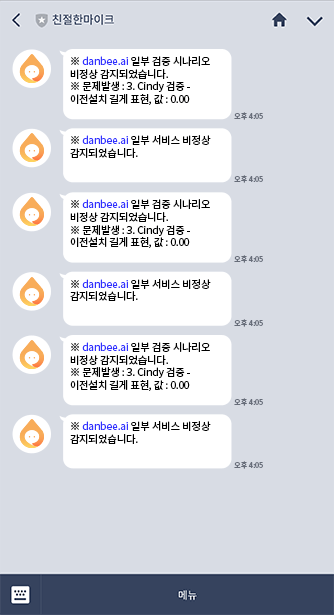 친절한마이크
※ danbee.ai 일부 검증 시나리오
비정상 감지되었습니다.
※ 문제발생 : 3. Cindy 검증 -
이전설치 길게 표현, 값 : 0.00
오후 4:05
※ danbee.ai 일부 서비스 비정상
감지되었습니다.
오후 4:05
※ danbee.ai 일부 검증 시나리오
비정상 감지되었습니다.
※ 문제발생 : 3. Cindy 검증 -
이전설치 길게 표현, 값 : 0.00
오후 4:05
※ danbee.ai 일부 서비스 비정상
감지되었습니다.
오후 4:05
※ danbee.ai 일부 검증 시나리오
비정상 감지되었습니다.
※ 문제발생 : 3. Cindy 검증 -
이전설치 길게 표현, 값 : 0.00
오후 4:05
※ danbee.ai 일부 서비스 비정상
감지되었습니다.
오후 4:05
메뉴